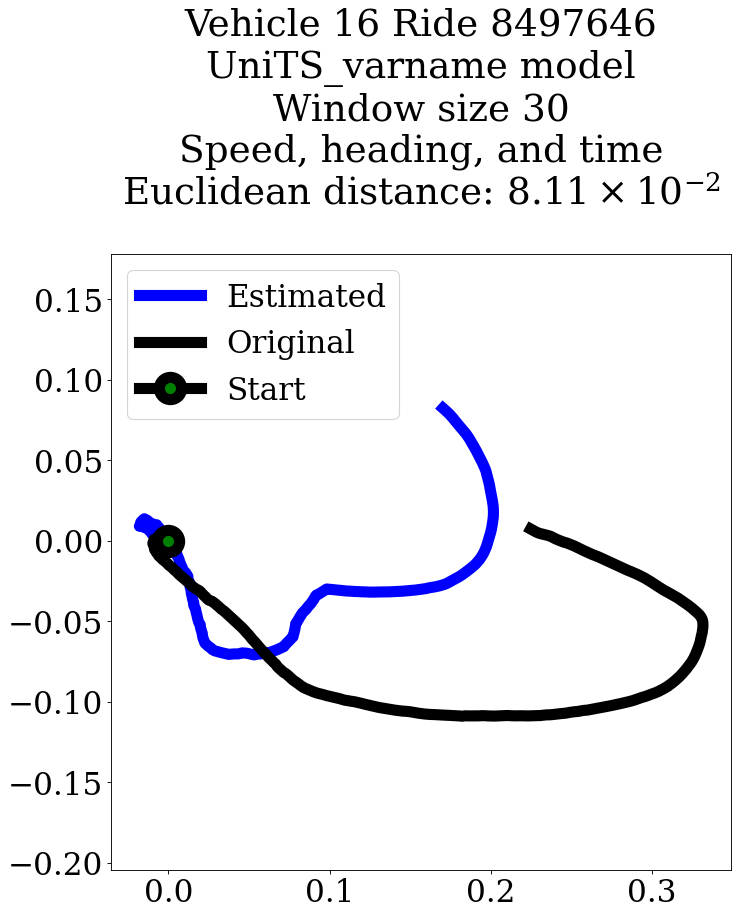 Vehicle 16 Ride 8497646
UniTS_varname model
Window size 30
Speed, heading, and time
Euclidean distance: 8.11 × 10⁻²
Estimated
Original
Start
0.15
0.10
0.05
0.00
−0.05
−0.10
−0.15
−0.20
0.0 0.1 0.2 0.3